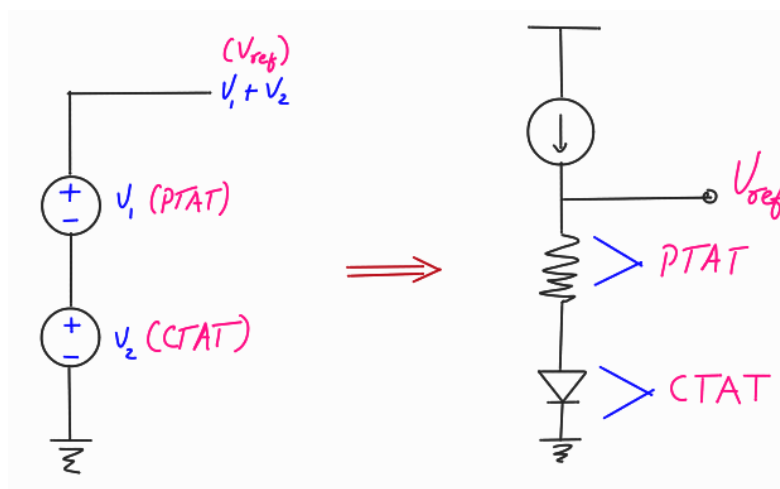 (Vref)
V1 + V2
+
-
V1 (PTAT)
+
-
V2 (CTAT)
Vref
PTAT
CTAT